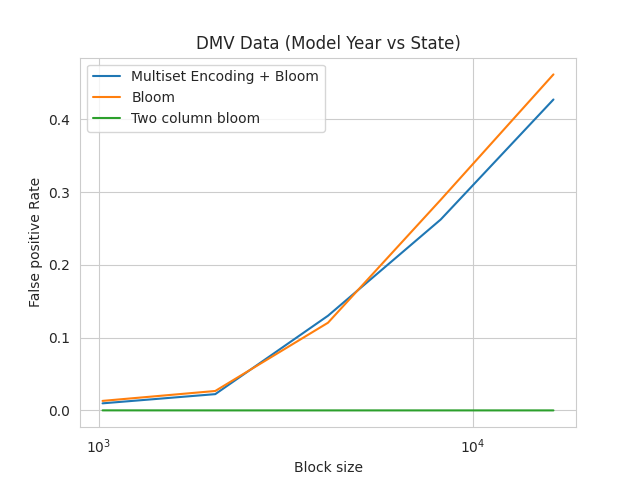 DMV Data (Model Year vs State)
Multiset Encoding + Bloom
Bloom
Two column bloom
False positive Rate
0.4
0.3
0.2
0.1
0.0
10³
10⁴
Block size